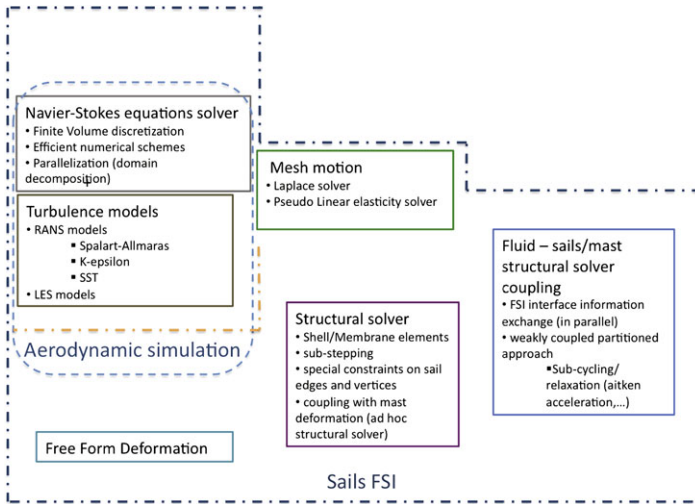 Navier-Stokes equations solver
• Finite Volume discretization
• Efficient numerical schemes
• Parallelization (domain
decomposition)
Turbulence models
• RANS models
▪ Spalart-Allmaras
▪ K-epsilon
▪ SST
• LES models
Aerodynamic simulation
Free Form Deformation
Mesh motion
• Laplace solver
• Pseudo Linear elasticity solver
Structural solver
• Shell/Membrane elements
• sub-stepping
• special constraints on sail
edges and vertices
• coupling with mast
deformation (ad hoc
structural solver)
Fluid – sails/mast
structural solver
coupling
• FSI interface information
exchange (in parallel)
• weakly coupled partitioned
approach
▪Sub-cycling/
relaxation (aitken
acceleration,...)
Sails FSI